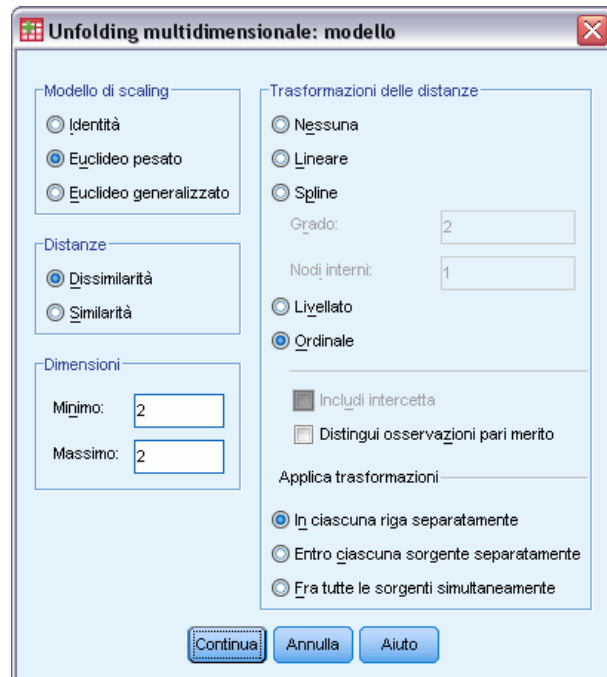 Unfolding multidimensionale: modello
Modello di scaling
Identità
Euclideo pesato
Euclideo generalizzato
Distanze
Dissimilarità
Similarità
Dimensioni
Minimo: 2
Massimo: 2
Trasformazioni delle distanze
Nessuna
Lineare
Spline
Grado: 2
Nodi interni: 1
Livellato
Ordinale
Includi intercetta
Distingui osservazioni pari merito
Applica trasformazioni
In ciascuna riga separatamente
Entro ciascuna sorgente separatamente
Fra tutte le sorgenti simultaneamente
Continua Annulla Aiuto